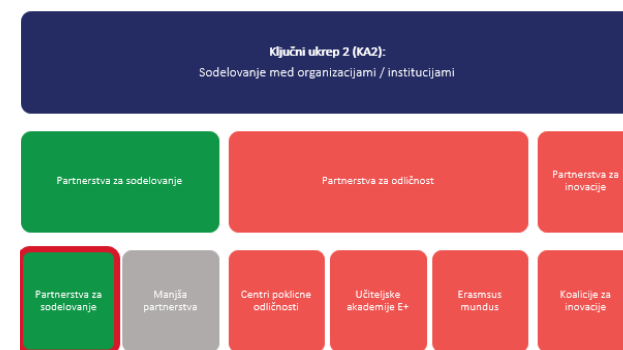 Ključni ukrep 2 (KA2):
Sodelovanje med organizacijami / institucijami
Partnerstva za sodelovanje
Partnerstva za odličnost
Partnerstva za
inovacije
Partnerstva za
sodelovanje
Manjša
partnerstva
Centri poklicne
odličnosti
Učiteljske
akademije E+
Erasmsus
mundus
Koalicije za
inovacije